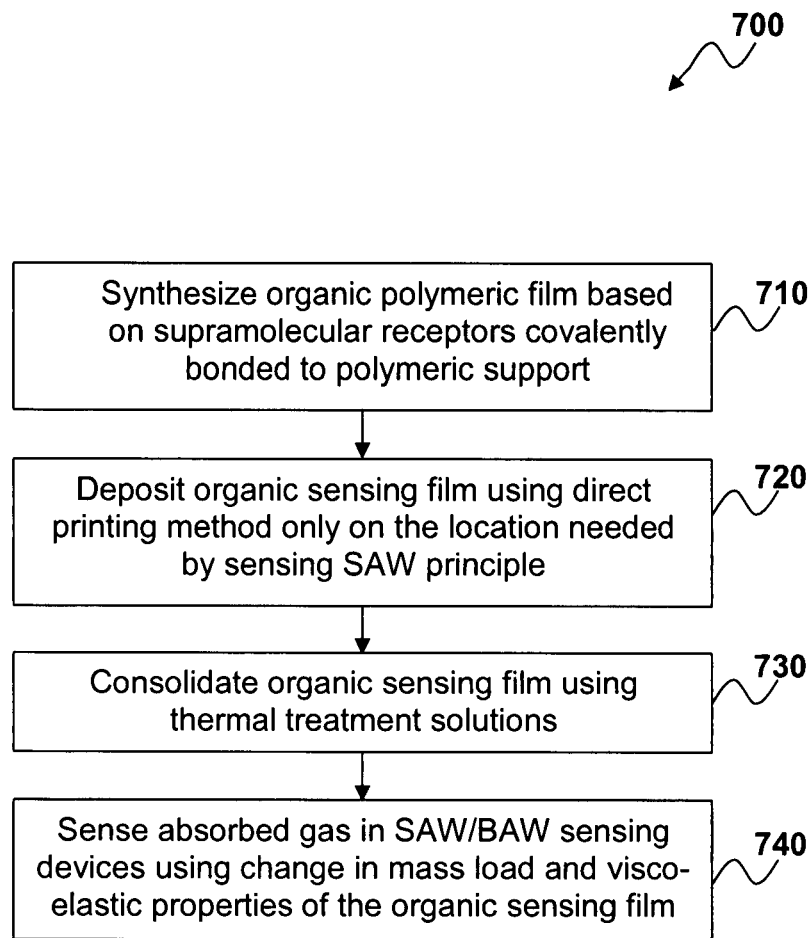 700
Synthesize organic polymeric film based
on supramolecular receptors covalently
bonded to polymeric support
710
Deposit organic sensing film using direct
printing method only on the location needed
by sensing SAW principle
720
Consolidate organic sensing film using
thermal treatment solutions
730
Sense absorbed gas in SAW/BAW sensing
devices using change in mass load and visco-
elastic properties of the organic sensing film
740